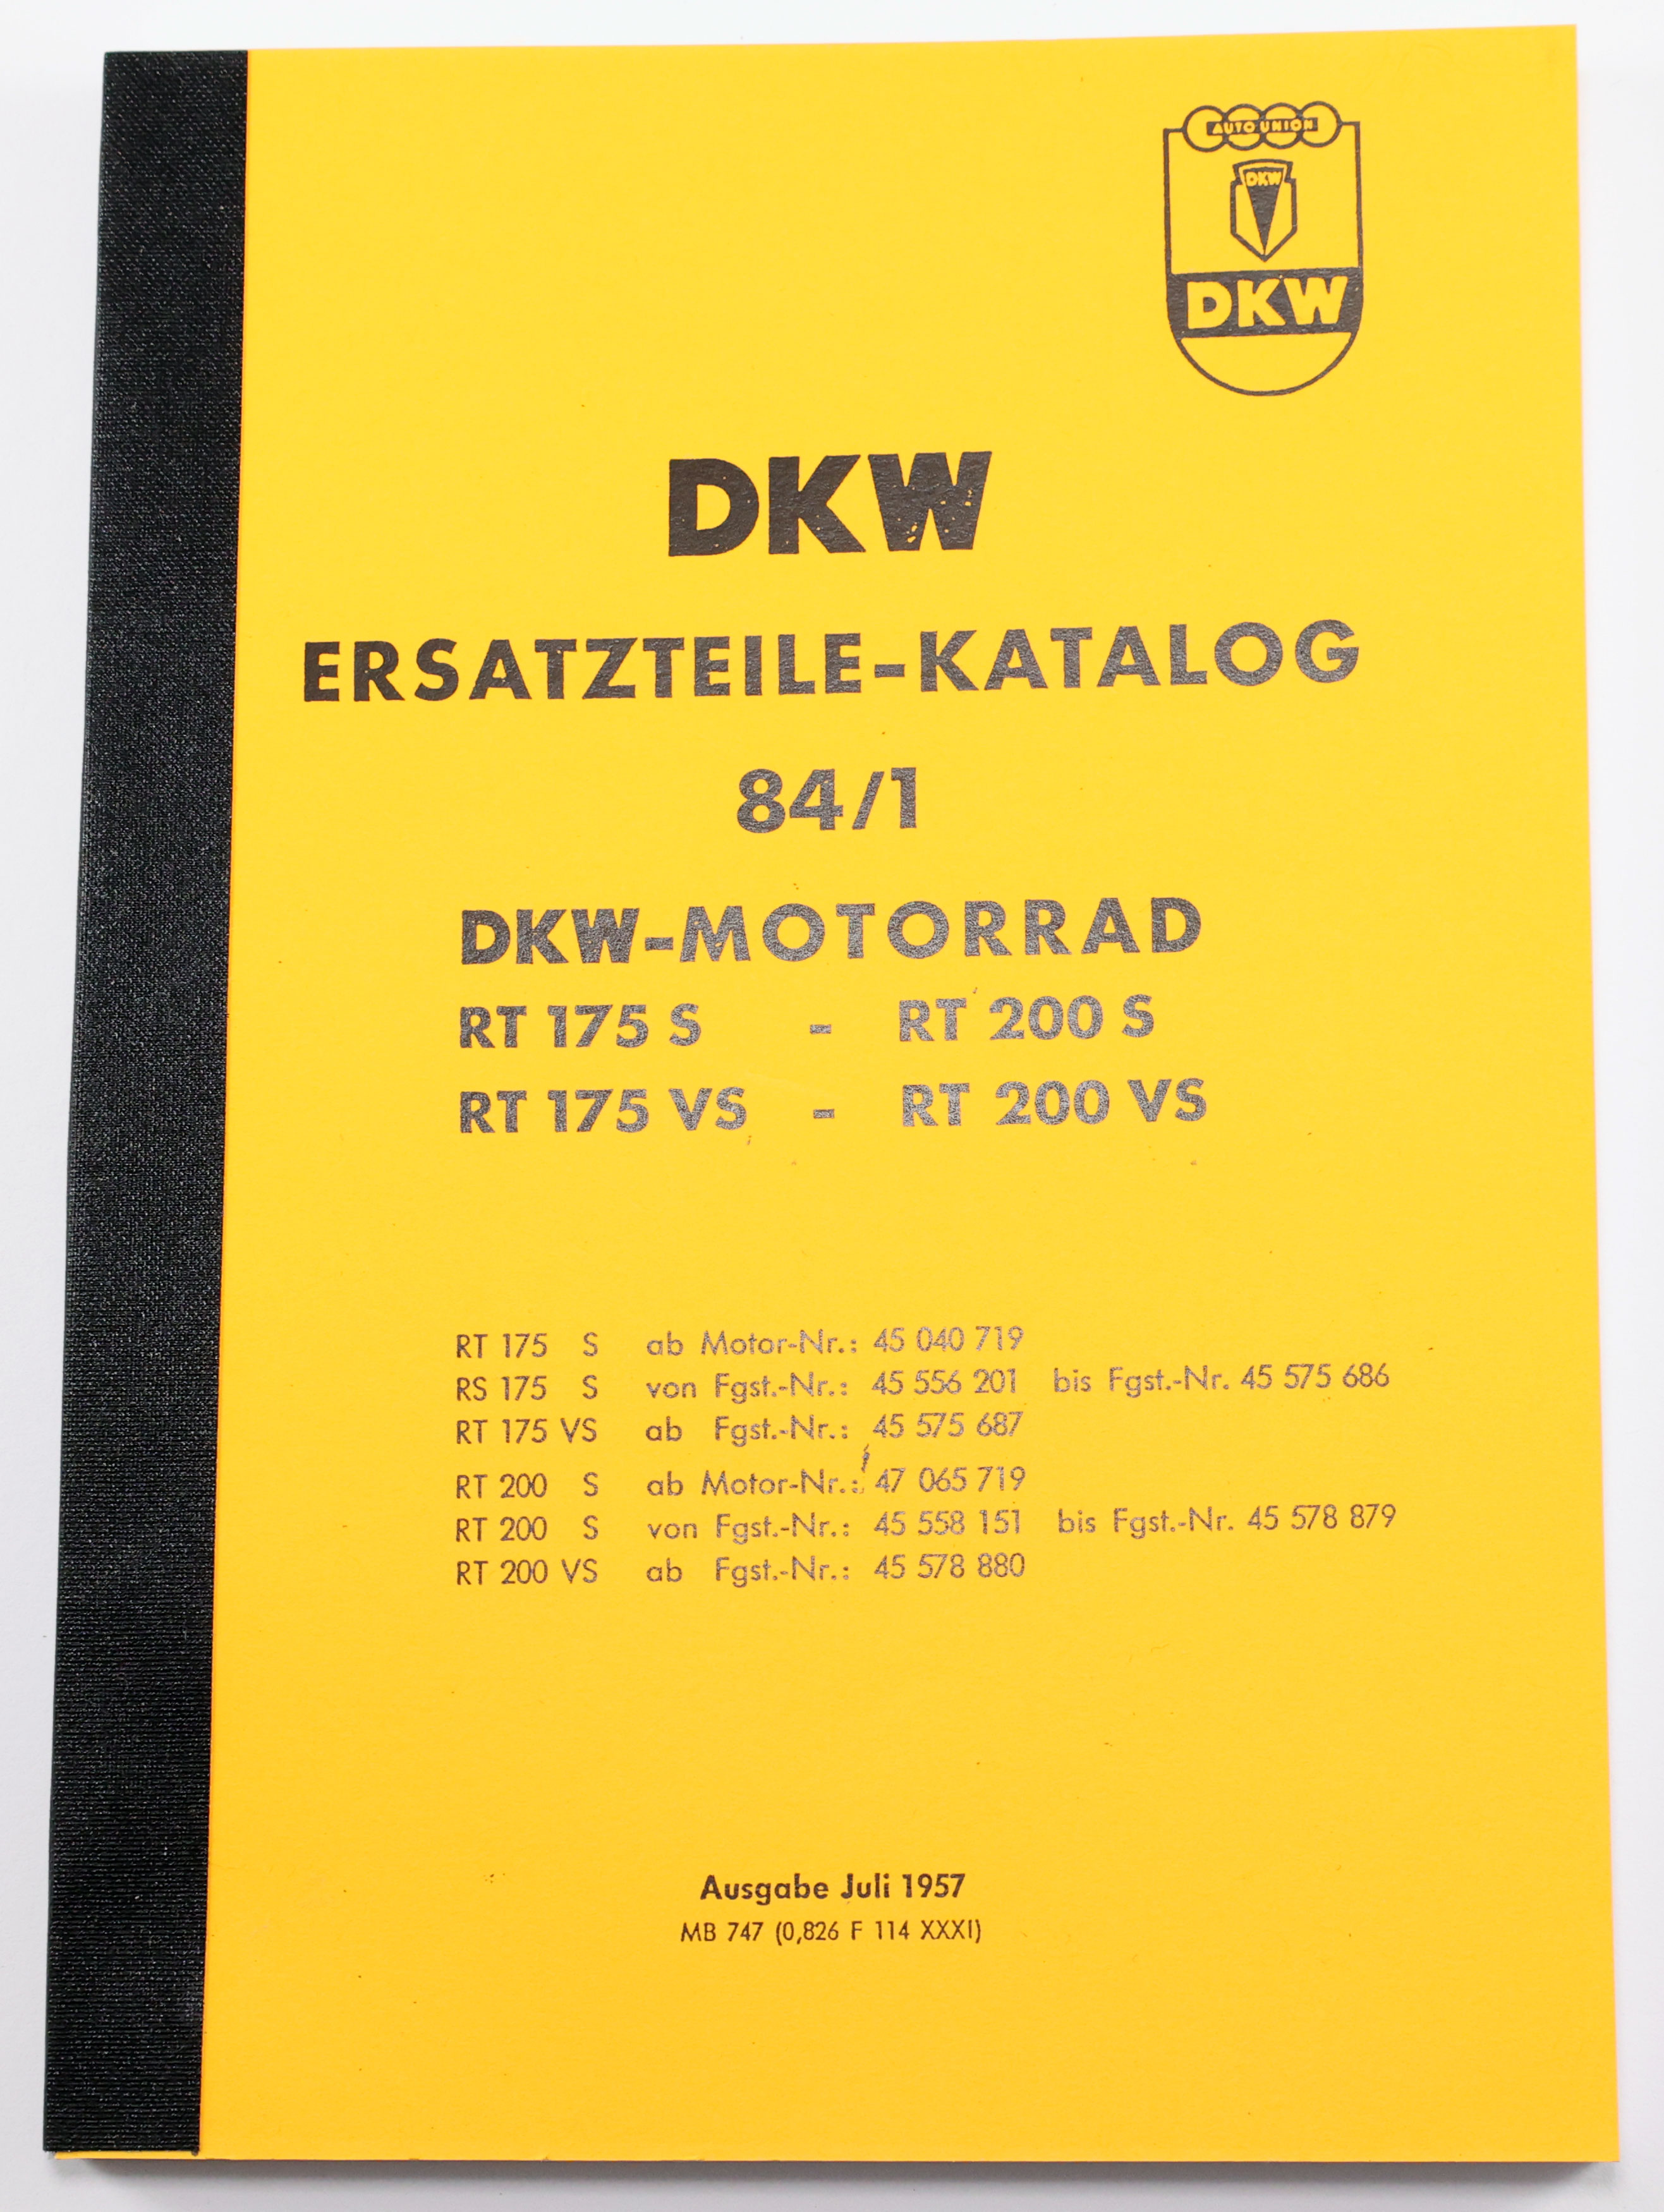 AUTO UNION
DKW
DKW
DKW
ERSATZTEILE-KATALOG
84/1
DKW-MOTORRAD
RT 175 S - RT 200 S
RT 175 VS - RT 200 VS
RT 175 S ab Motor-Nr.: 45 040 719
RS 175 S von Fgst.-Nr.: 45 556 201 bis Fgst.-Nr. 45 575 686
RT 175 VS ab Fgst.-Nr.: 45 575 687
RT 200 S ab Motor-Nr.: 47 065 719
RT 200 S von Fgst.-Nr.: 45 558 151 bis Fgst.-Nr. 45 578 879
RT 200 VS ab Fgst.-Nr.: 45 578 880
Ausgabe Juli 1957
MB 747 (0,826 F 114 XXXI)